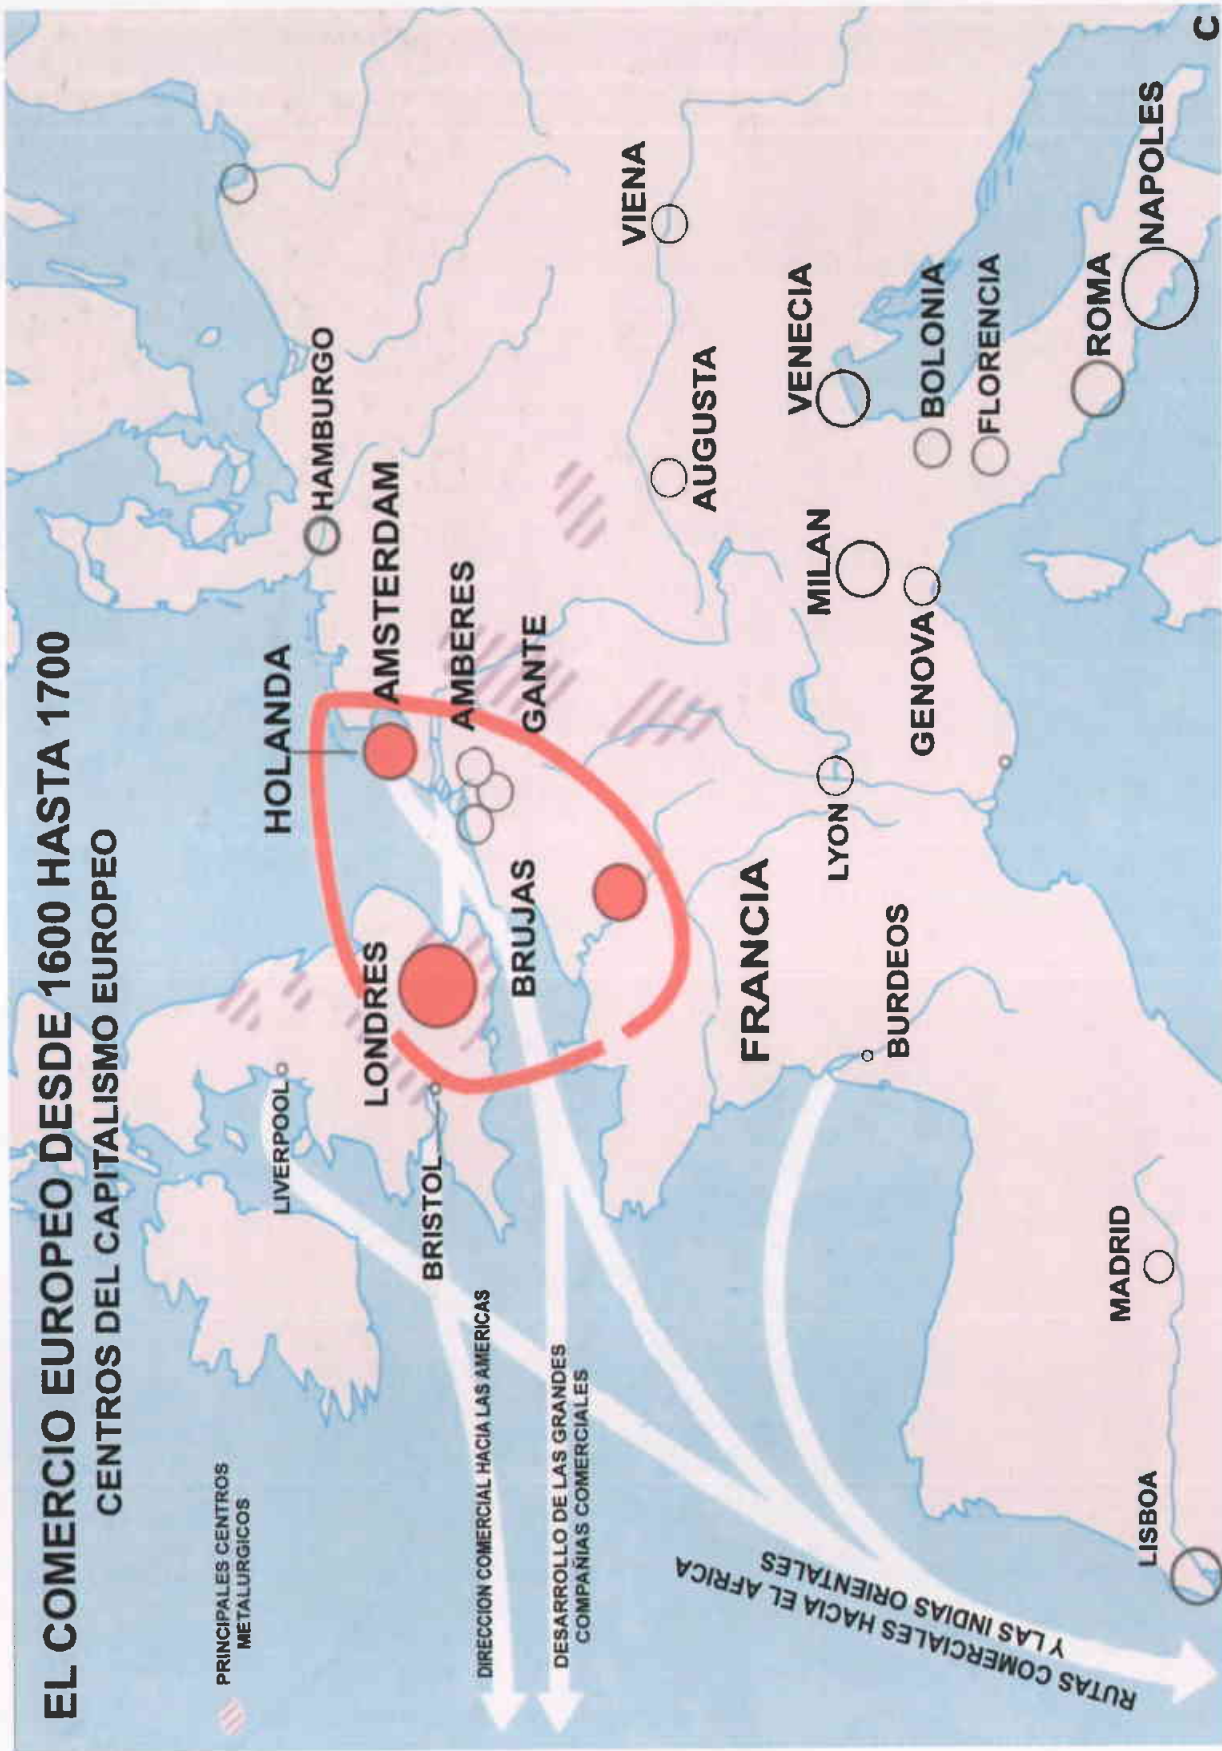 EL COMERCIO EUROPEO DESDE 1600 HASTA 1700
CENTROS DEL CAPITALISMO EUROPEO
PRINCIPALES CENTROS
METALURGICOS
HOLANDA
HAMBURGO
LIVERPOOL
AMSTERDAM
LONDRES
AMBERES
BRISTOL
GANTE
BRUJAS
DIRECCION COMERCIAL HACIA LAS AMERICAS
DESARROLLO DE LAS GRANDES
COMPAÑIAS COMERCIALES
VIENA
AUGUSTA
FRANCIA
VENECIA
MILAN
LYON
BURDEOS
GENOVA
BOLONIA
FLORENCIA
RUTAS COMERCIALES HACIA EL AFRICA
Y LAS INDIAS ORIENTALES
ROMA
NAPOLES
MADRID
LISBOA
C